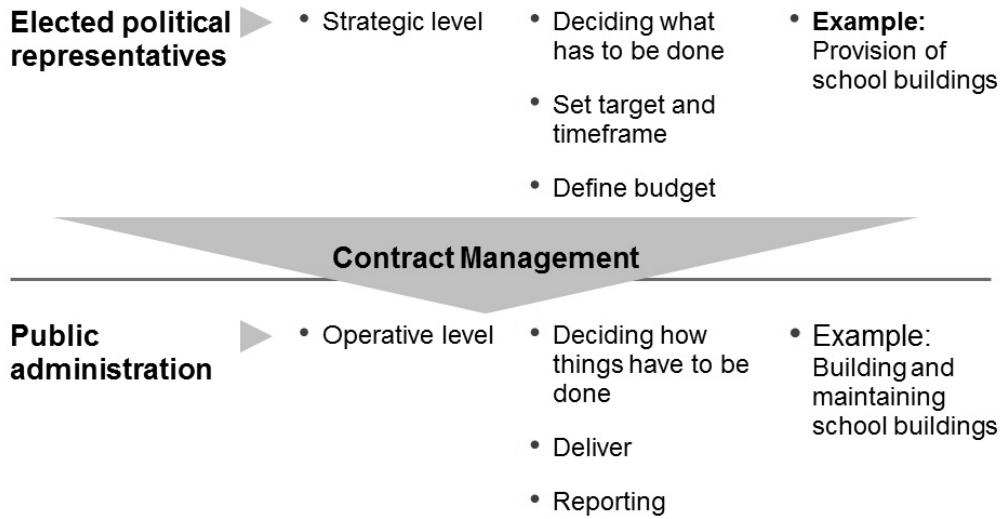 Elected political
representatives
• Strategic level
• Deciding what
has to be done
• Set target and
timeframe
• Define budget
• Example:
Provision of
school buildings
Contract Management
Public
administration
• Operative level
• Deciding how
things have to be
done
• Deliver
• Reporting
• Example:
Building and
maintaining
school buildings